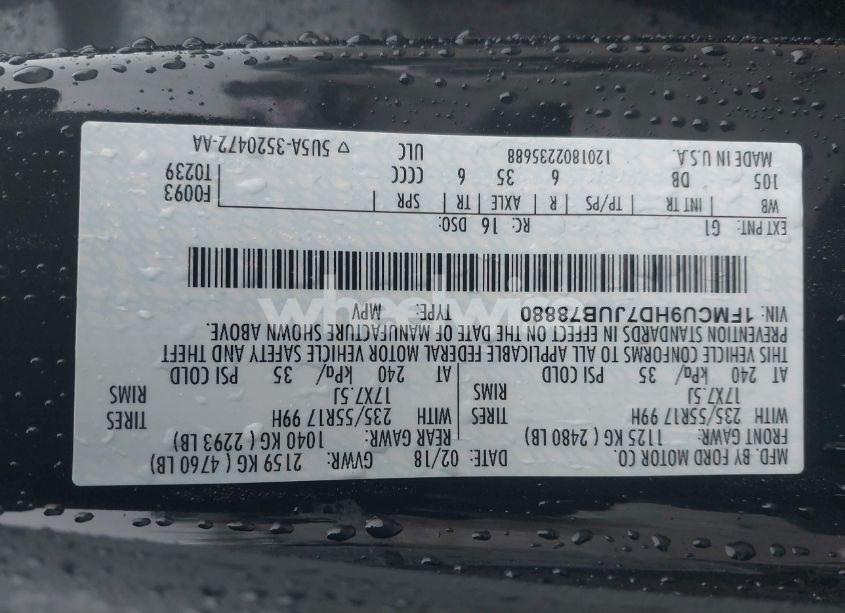 MFD. BY FORD MOTOR CO. DATE: 02/18 GVWR: 2159 KG ( 4760 LB)
FRONT GAWR: 1125 KG ( 2480 LB) REAR GAWR: 1040 KG ( 2293 LB)
WITH 235/55R17 99H TIRES WITH 235/55R17 99H TIRES
17X7.5J RIMS 17X7.5J RIMS
AT 240 kPa/ 35 PSI COLD AT 240 kPa/ 35 PSI COLD
THIS VEHICLE CONFORMS TO ALL APPLICABLE FEDERAL MOTOR VEHICLE SAFETY AND THEFT
PREVENTION STANDARDS IN EFFECT ON THE DATE OF MANUFACTURE SHOWN ABOVE.
VIN: 1FMCU9HD7JUB78880 TYPE: MPV
wheelwire
EXT PNT: G1 RC: 16 DSO:
WB INT TR TP/PS R AXLE TR SPR F0093
105 DB 6 35 6 CCCC T0239
MADE IN U.S.A. 1201802235688 ULC ▽ 5U5A-3520472-AA